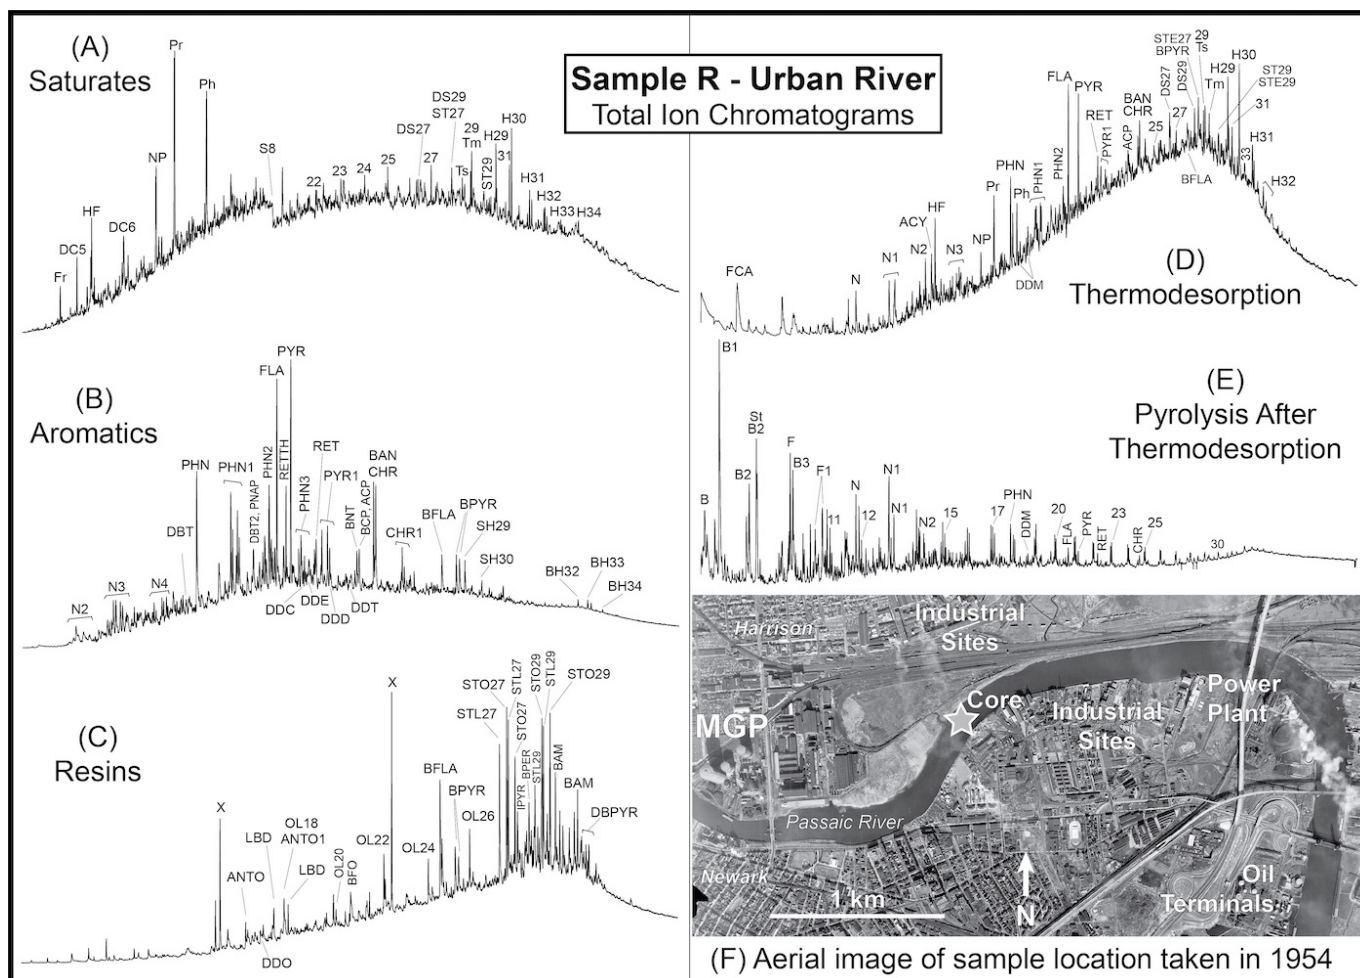 Sample R - Urban River
Total Ion Chromatograms
(A)
Saturates
Fr
DC5
HF
DC6
NP
Pr
Ph
S8
22
23
24
25
DS27
27
DS29
ST27
Ts
29
Tm
ST29
H29
31
H30
H31
H32
H33
H34
(B)
Aromatics
N2
N3
N4
DBT
PHN
PHN1
DBT2, PNAP
PHN2
FLA
RETTH
PYR
PHN3
RET
PYR1
DDC
DDE
DDD
DDT
BNT
BCP, ACP
BAN
CHR
CHR1
BFLA
BPYR
SH29
SH30
BH32
BH33
BH34
(C)
Resins
X
ANTO
DDO
LBD
OL18
ANTO1
LBD
OL20
BFO
OL22
X
OL24
BFLA
BPYR
OL26
STL27
STO27
STL27
STO27
IPYR
BPER
STL29
STO29
STL29
STO29
BAM
BAM
DBPYR
(D)
Thermodesorption
FCA
N
N1
N2
ACY
HF
N3
NP
Pr
PHN
Ph
DDM
PHN1
PHN2
FLA
PYR
RET
PYR1
ACP
BAN
CHR
25
DS27
27
DS29
STE27
BPYR
29
Ts
BFLA
Tm
H29
H30
ST29
STE29
31
33
H31
H32
(E)
Pyrolysis After
Thermodesorption
B
B1
B2
St
B2
F
B3
F1
11
N
12
N1
N1
N2
15
17
PHN
DDM
20
FLA
PYR
RET
23
CHR
25
30
Harrison
Industrial
Sites
MGP
Core
Industrial
Sites
Power
Plant
Passaic River
Newark
1 km
N
Oil
Terminals
(F) Aerial image of sample location taken in 1954